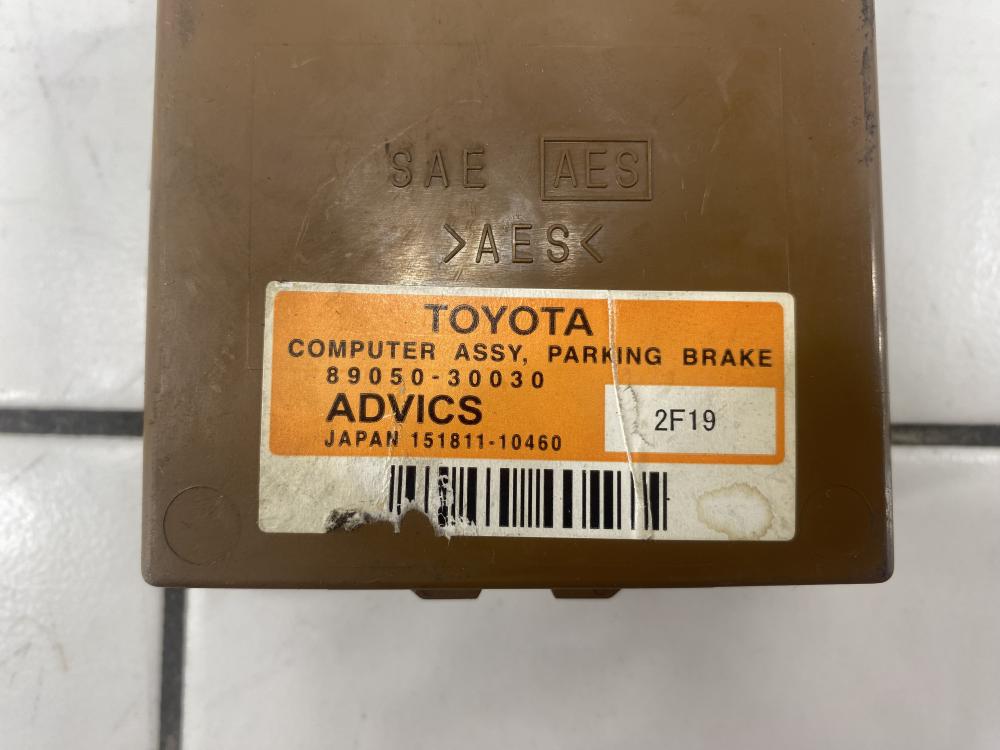 SAE AES
>AES<
TOYOTA
COMPUTER ASSY, PARKING BRAKE
89050-30030
ADVICS
2F19
JAPAN 151811-10460